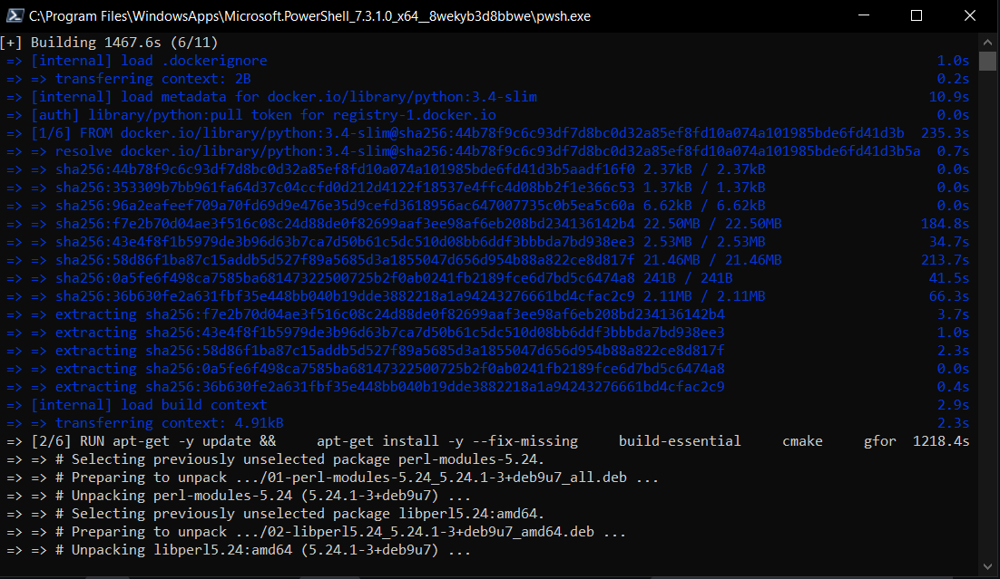 C:\Program Files\WindowsApps\Microsoft.PowerShell_7.3.1.0_x64__8wekyb3d8bbwe\pwsh.exe
[+] Building 1467.6s (6/11)
=> [internal] load .dockerignore 1.0s
=> => transferring context: 2B 0.2s
=> [internal] load metadata for docker.io/library/python:3.4-slim 10.9s
=> [auth] library/python:pull token for registry-1.docker.io 0.0s
=> [1/6] FROM docker.io/library/python:3.4-slim@sha256:44b78f9c6c93df7d8bc0d32a85ef8fd10a074a101985bde6fd41d3b 235.3s
=> => resolve docker.io/library/python:3.4-slim@sha256:44b78f9c6c93df7d8bc0d32a85ef8fd10a074a101985bde6fd41d3b5a 0.7s
=> => sha256:44b78f9c6c93df7d8bc0d32a85ef8fd10a074a101985bde6fd41d3b5aadf16f0 2.37kB / 2.37kB 0.0s
=> => sha256:353309b7bb961fa64d37c04ccfd0d212d4122f18537e4ffc4d08bb2f1e366c53 1.37kB / 1.37kB 0.0s
=> => sha256:96a2eafeef709a70fd69d9e476e35d9cefd3618956ac647007735c0b5ea5c60a 6.62kB / 6.62kB 0.0s
=> => sha256:f7e2b70d04ae3f516c08c24d88de0f82699aaf3ee98af6eb208bd234136142b4 22.50MB / 22.50MB 184.8s
=> => sha256:43e4f8f1b5979de3b96d63b7ca7d50b61c5dc510d08bb6ddf3bbbda7bd938ee3 2.53MB / 2.53MB 34.7s
=> => sha256:58d86f1ba87c15addb5d527f89a5685d3a1855047d656d954b88a822ce8d817f 21.46MB / 21.46MB 213.7s
=> => sha256:0a5fe6f498ca7585ba68147322500725b2f0ab0241fb2189fce6d7bd5c6474a8 241B / 241B 41.5s
=> => sha256:36b630fe2a631fbf35e448bb040b19dde3882218a1a94243276661bd4cfac2c9 2.11MB / 2.11MB 66.3s
=> => extracting sha256:f7e2b70d04ae3f516c08c24d88de0f82699aaf3ee98af6eb208bd234136142b4 3.7s
=> => extracting sha256:43e4f8f1b5979de3b96d63b7ca7d50b61c5dc510d08bb6ddf3bbbda7bd938ee3 1.0s
=> => extracting sha256:58d86f1ba87c15addb5d527f89a5685d3a1855047d656d954b88a822ce8d817f 2.3s
=> => extracting sha256:0a5fe6f498ca7585ba68147322500725b2f0ab0241fb2189fce6d7bd5c6474a8 0.0s
=> => extracting sha256:36b630fe2a631fbf35e448bb040b19dde3882218a1a94243276661bd4cfac2c9 0.4s
=> [internal] load build context 2.9s
=> => transferring context: 4.91kB 2.3s
=> [2/6] RUN apt-get -y update &&     apt-get install -y --fix-missing     build-essential     cmake     gfor 1218.4s
=> => # Selecting previously unselected package perl-modules-5.24.
=> => # Preparing to unpack .../01-perl-modules-5.24_5.24.1-3+deb9u7_all.deb ...
=> => # Unpacking perl-modules-5.24 (5.24.1-3+deb9u7) ...
=> => # Selecting previously unselected package libperl5.24:amd64.
=> => # Preparing to unpack .../02-libperl5.24_5.24.1-3+deb9u7_amd64.deb ...
=> => # Unpacking libperl5.24:amd64 (5.24.1-3+deb9u7) ...